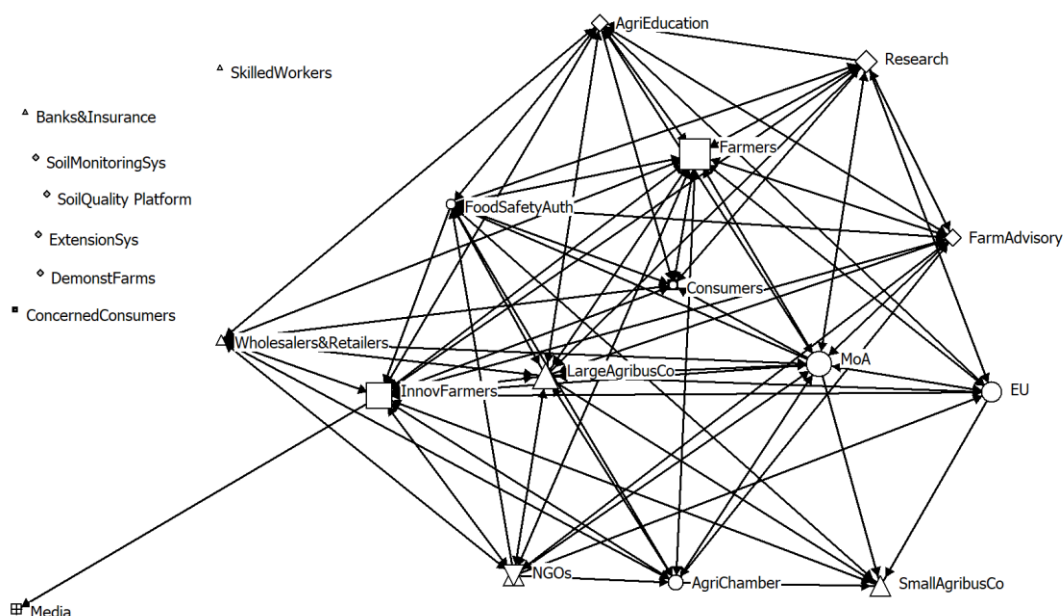 AgriEducation
Research
SkilledWorkers
Banks&Insurance
Farmers
SoilMonitoringSys
SoilQuality Platform
FoodSafetyAuth
ExtensionSys
FarmAdvisory
DemonstFarms
Consumers
ConcernedConsumers
Wholesalers&Retailers
MoA
LargeAgribusCo
InnovFarmers
EU
NGOs
AgriChamber
SmallAgribusCo
Media